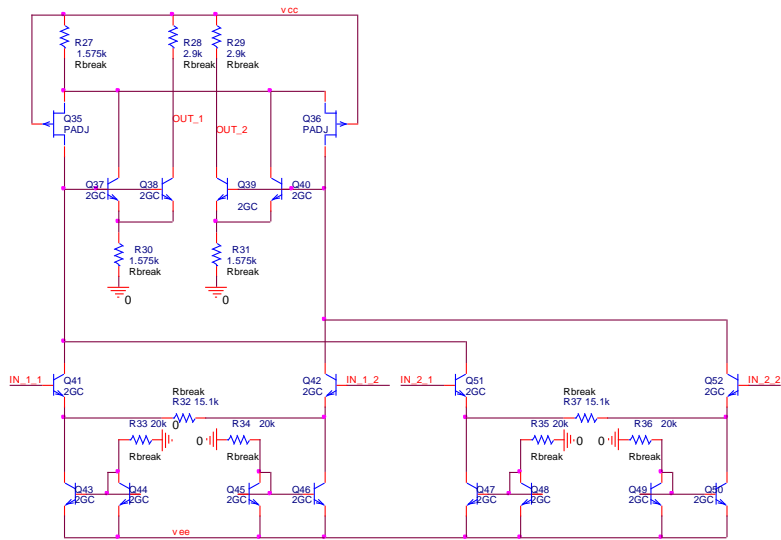 vcc
R27
1.575k
Rbreak
R28
2.9k
Rbreak
R29
2.9k
Rbreak
Q35
PADJ
OUT_1
OUT_2
Q36
PADJ
Q37
2GC
Q38
2GC
Q39
2GC
Q40
2GC
R30
1.575k
Rbreak
0
R31
1.575k
Rbreak
0
IN_1_1
Q41
2GC
Q42
2GC
IN_1_2
IN_2_1
Q51
2GC
Q52
2GC
IN_2_2
Rbreak
R32 15.1k
Rbreak
R37 15.1k
R33 20k
0
R34 20k
0
Rbreak
Rbreak
R35 20k
0
R36 20k
0
Rbreak
Rbreak
Q43
2GC
Q44
2GC
Q45
2GC
Q46
2GC
Q47
2GC
Q48
2GC
Q49
2GC
Q50
2GC
vee